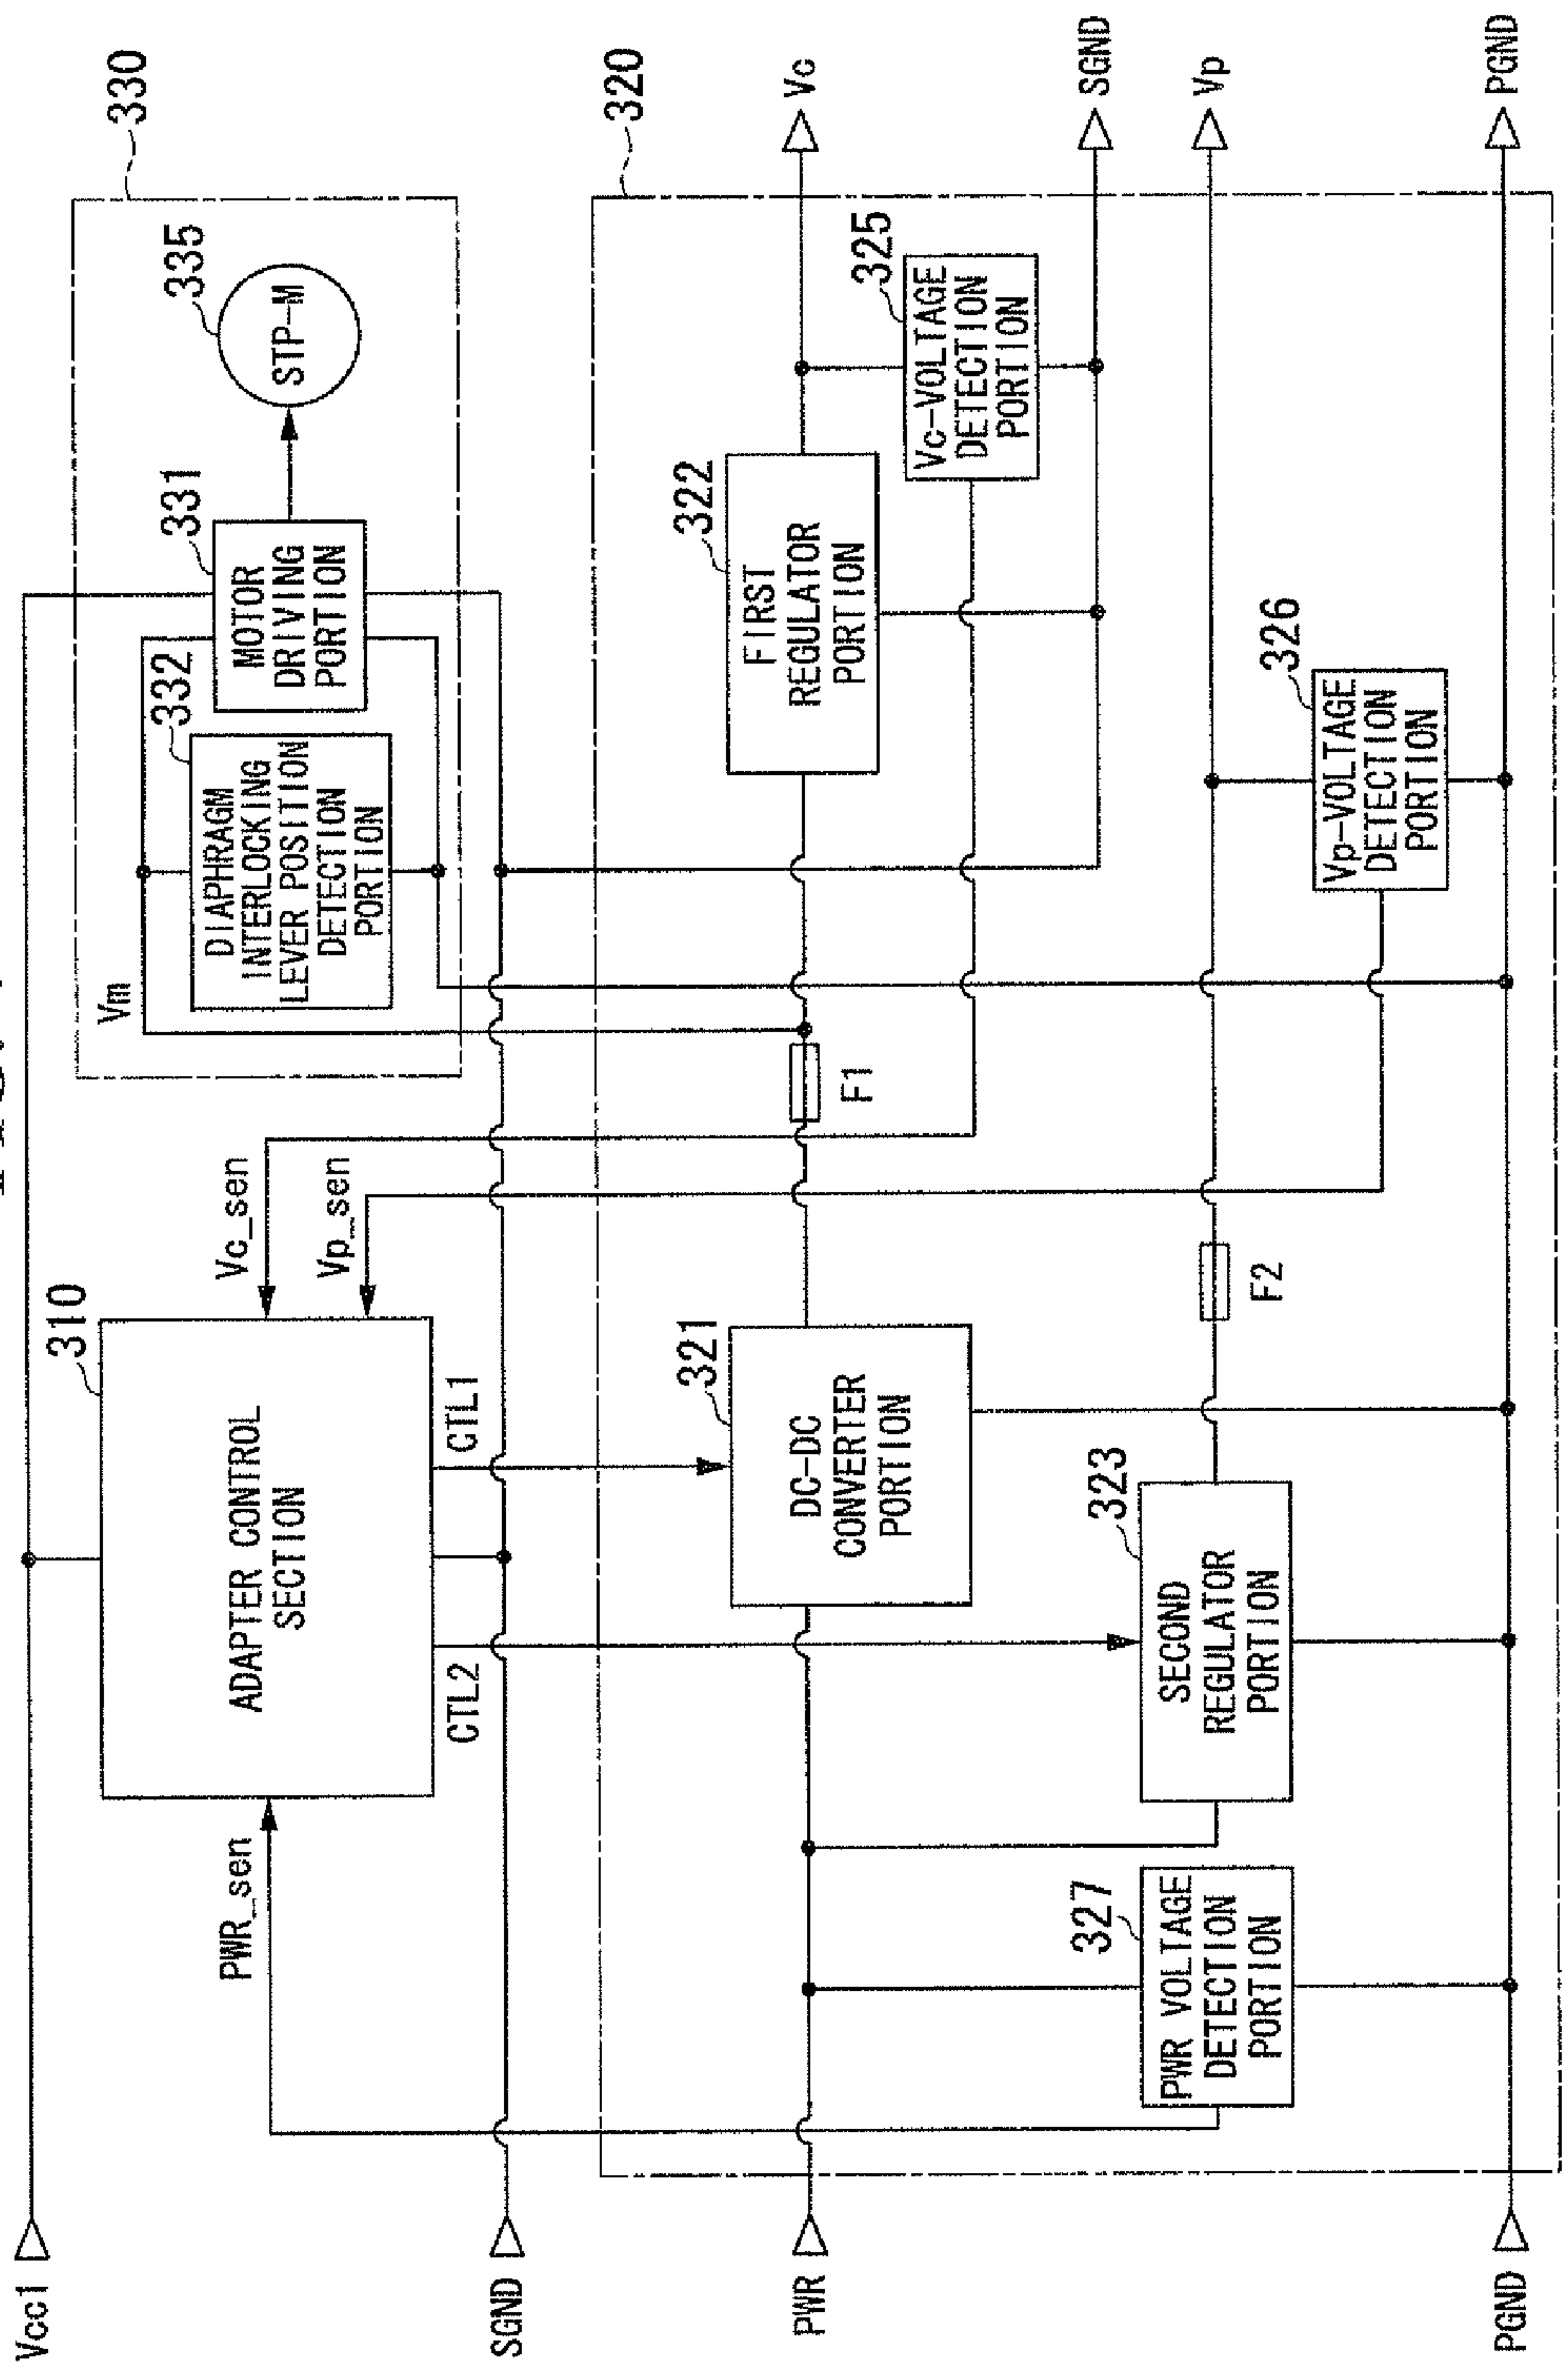 Vcc1
SGND
PWR
PGND
PWR_sen
310
ADAPTER CONTROL
SECTION
CTL2
CTL1
Vc_sen
Vp_sen
330
Vm
332
DIAPHRAGM
INTERLOCKING
LEVER POSITION
DETECTION
PORTION
331
MOTOR
DRIVING
PORTION
335
STP-M
320
321
DC-DC
CONVERTER
PORTION
F1
322
FIRST
REGULATOR
PORTION
325
Vc-VOLTAGE
DETECTION
PORTION
327
PWR VOLTAGE
DETECTION
PORTION
323
SECOND
REGULATOR
PORTION
F2
326
Vp-VOLTAGE
DETECTION
PORTION
Vc
SGND
Vp
PGND